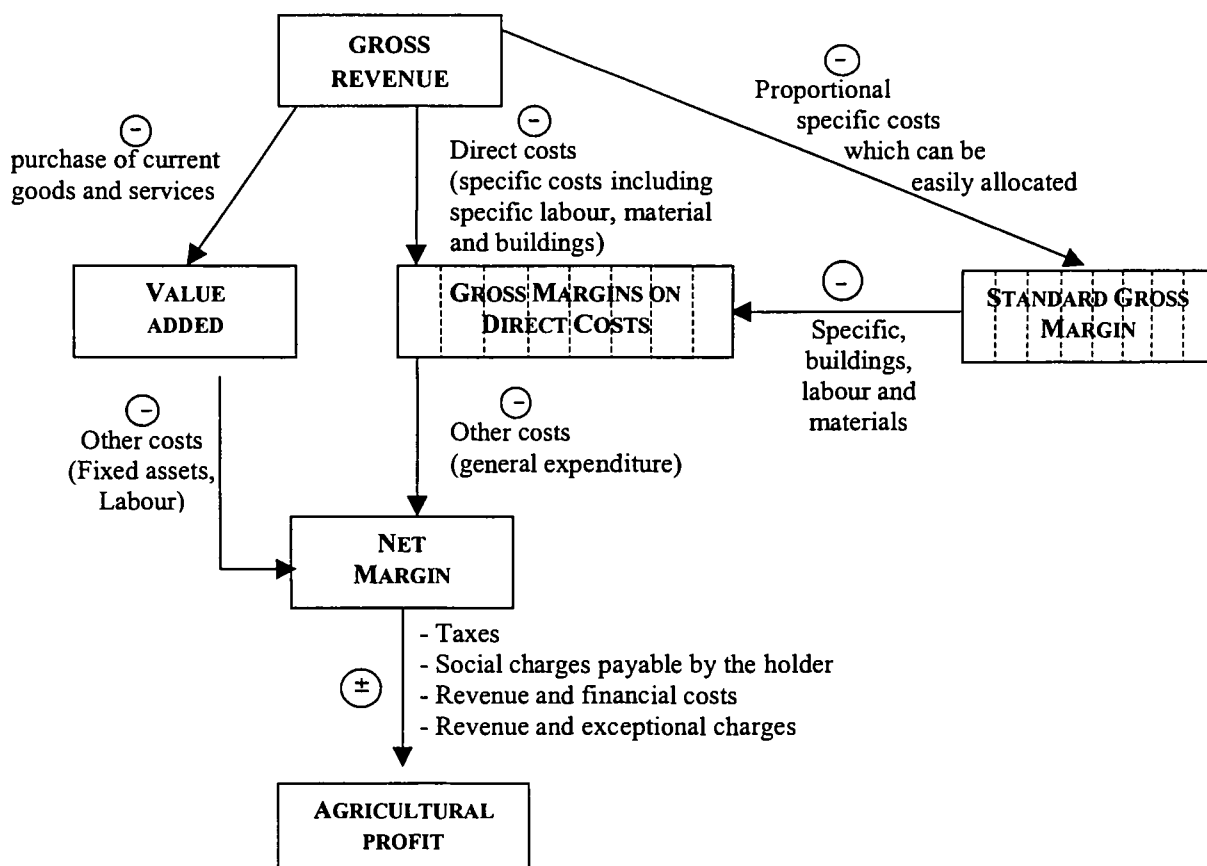 GROSS
REVENUE
-
purchase of current
goods and services
-
Direct costs
(specific costs including
specific labour, material
and buildings)
-
Proportional
specific costs
which can be
easily allocated
VALUE
ADDED
GROSS MARGINS ON
DIRECT COSTS
-
Specific,
buildings,
labour and
materials
STANDARD GROSS
MARGIN
-
Other costs
(Fixed assets,
Labour)
-
Other costs
(general expenditure)
NET
MARGIN
±
- Taxes
- Social charges payable by the holder
- Revenue and financial costs
- Revenue and exceptional charges
AGRICULTURAL
PROFIT